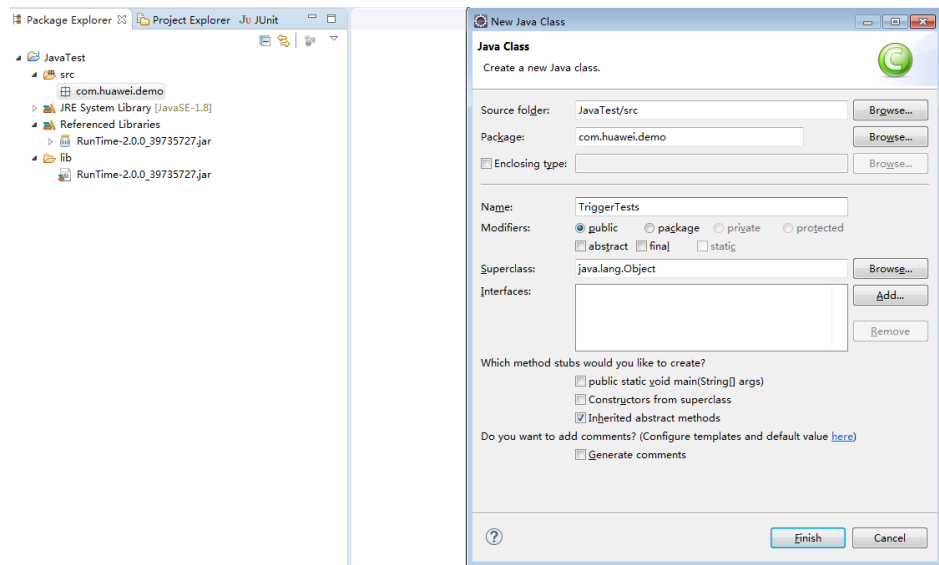 Package Explorer
Project Explorer
JUnit
JavaTest
src
com.huawei.demo
JRE System Library [JavaSE-1.8]
Referenced Libraries
RunTime-2.0.0_39735727.jar
lib
RunTime-2.0.0_39735727.jar
New Java Class
Java Class
Create a new Java class.
Source folder: JavaTest/src Browse...
Package: com.huawei.demo Browse...
Enclosing type: Browse...
Name: TriggerTests
Modifiers: public package private protected
abstract final static
Superclass: java.lang.Object Browse...
Interfaces: Add...
Remove
Which method stubs would you like to create?
public static void main(String[] args)
Constructors from superclass
Inherited abstract methods
Do you want to add comments? (Configure templates and default value here)
Generate comments
Finish Cancel